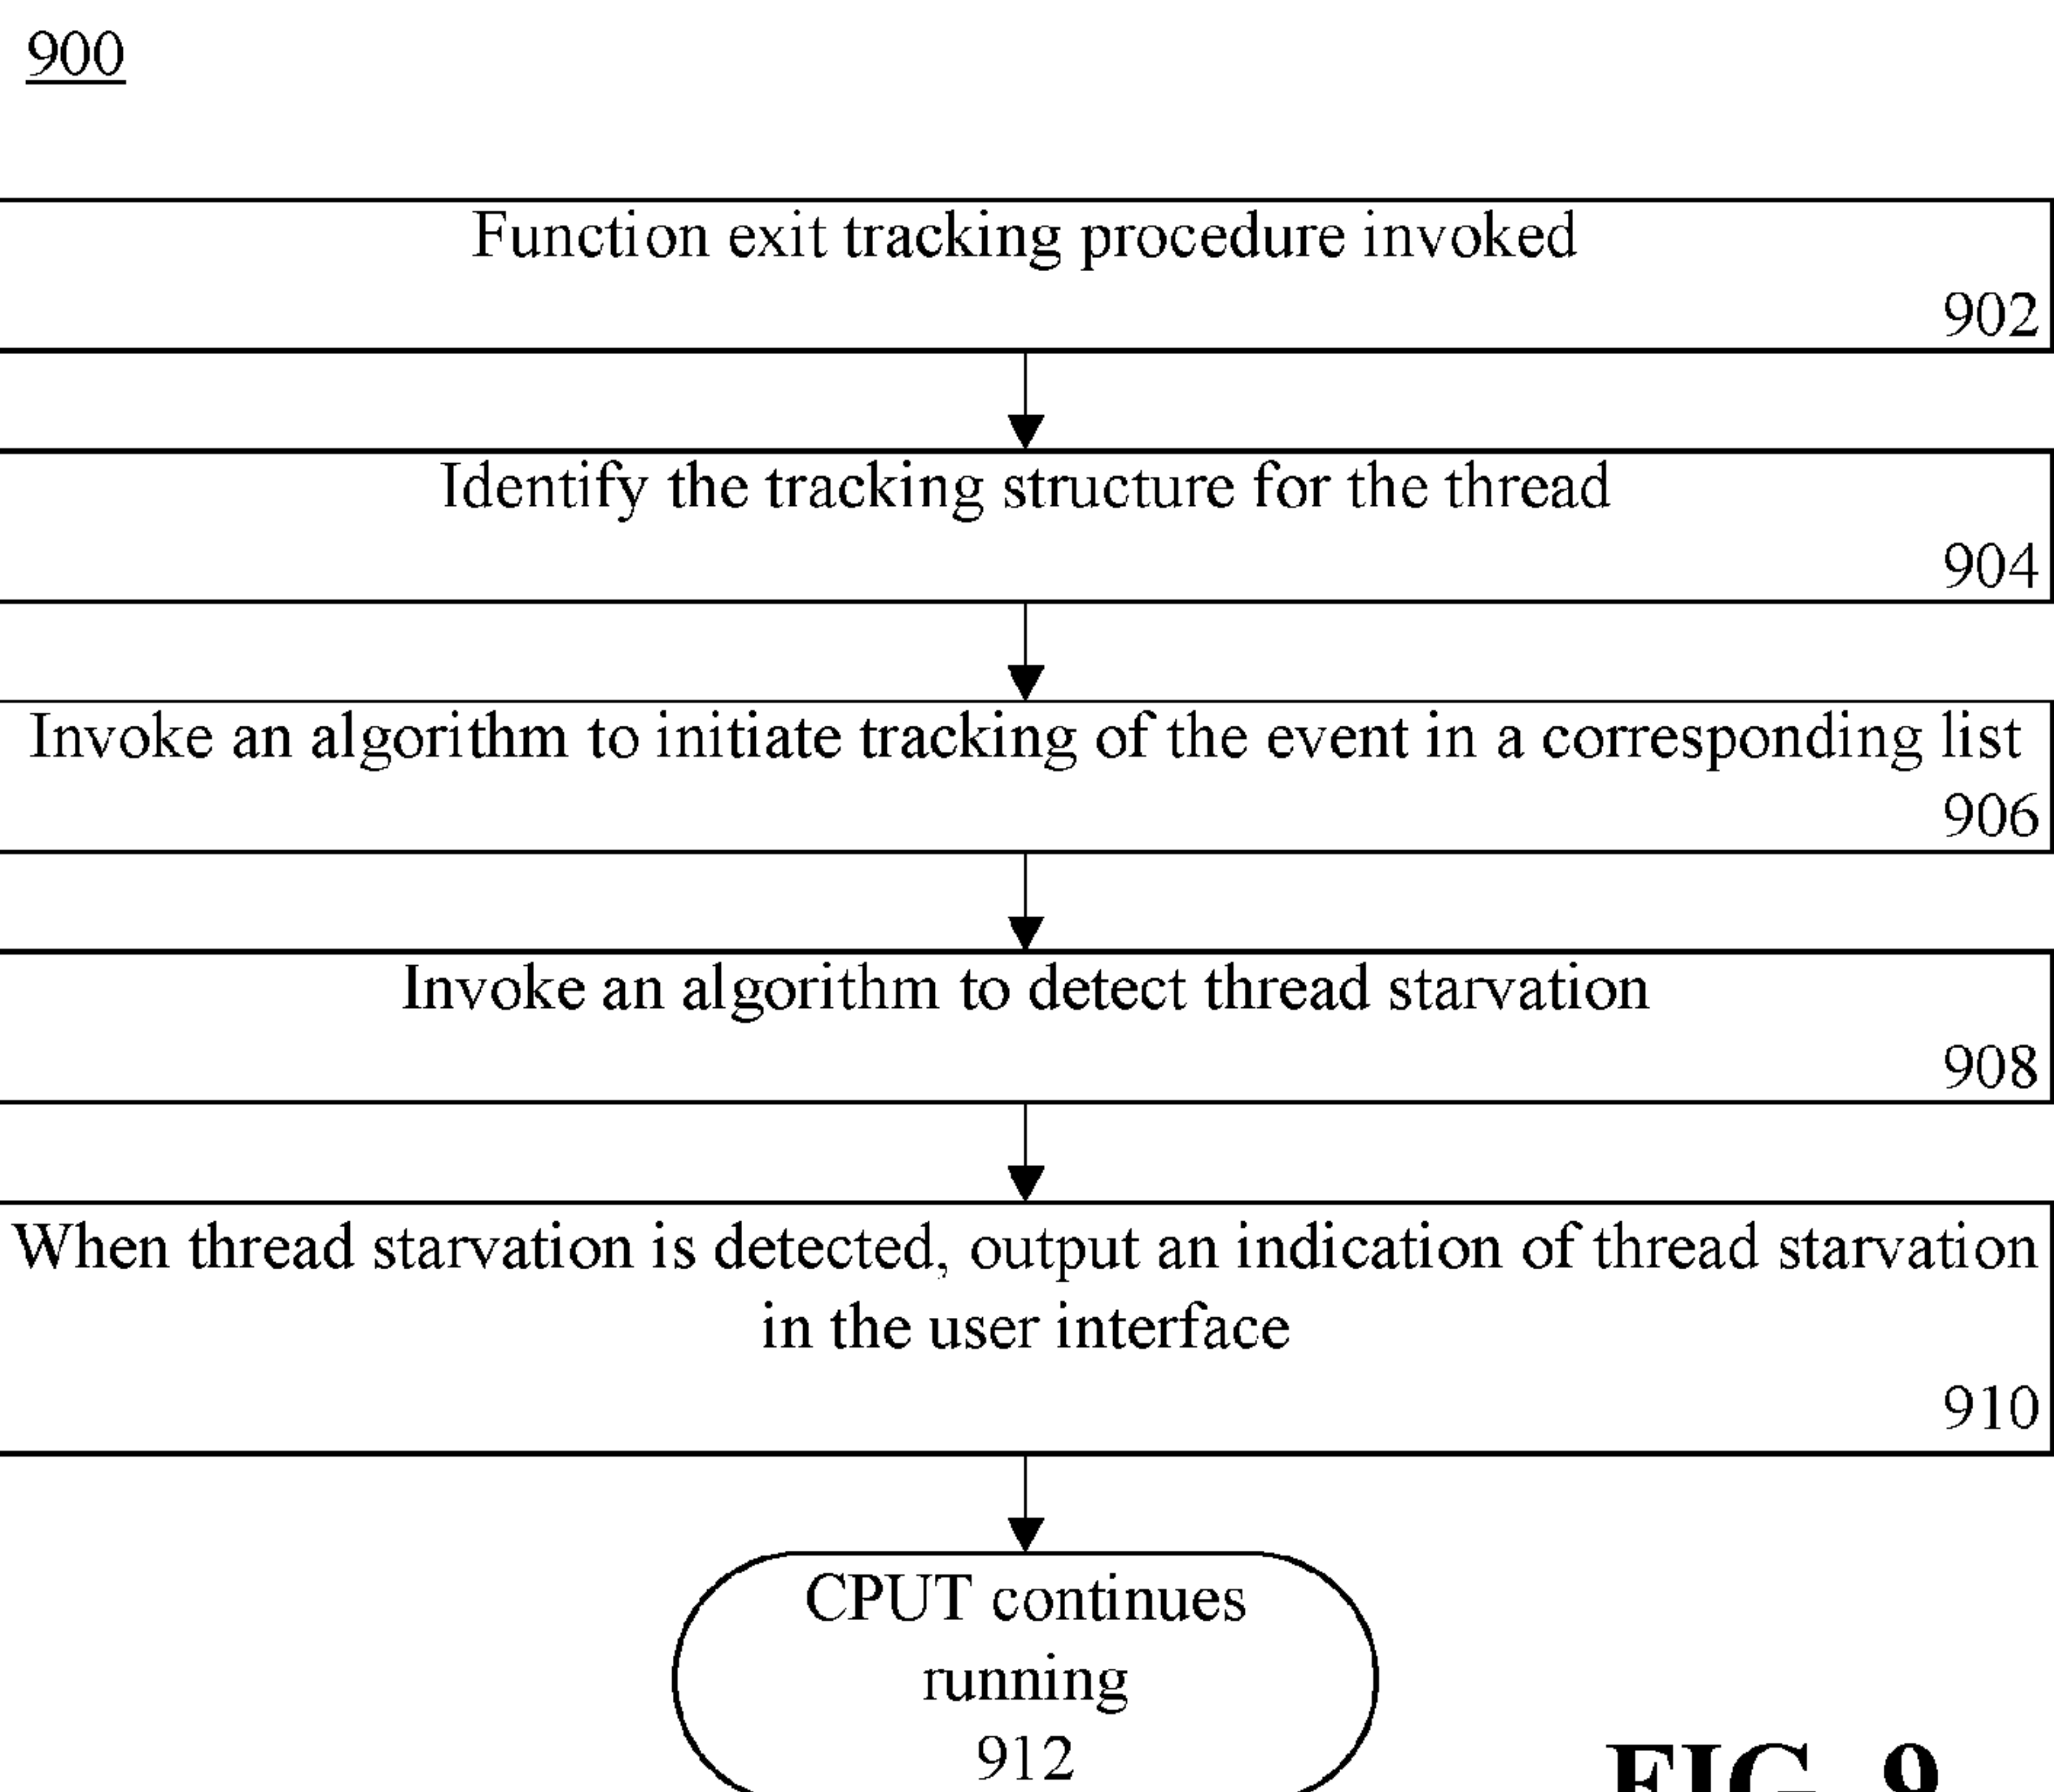 900
Function exit tracking procedure invoked
902
Identify the tracking structure for the thread
904
Invoke an algorithm to initiate tracking of the event in a corresponding list
906
Invoke an algorithm to detect thread starvation
908
When thread starvation is detected, output an indication of thread starvation
in the user interface
910
CPUT continues
running
912
FIG. 9